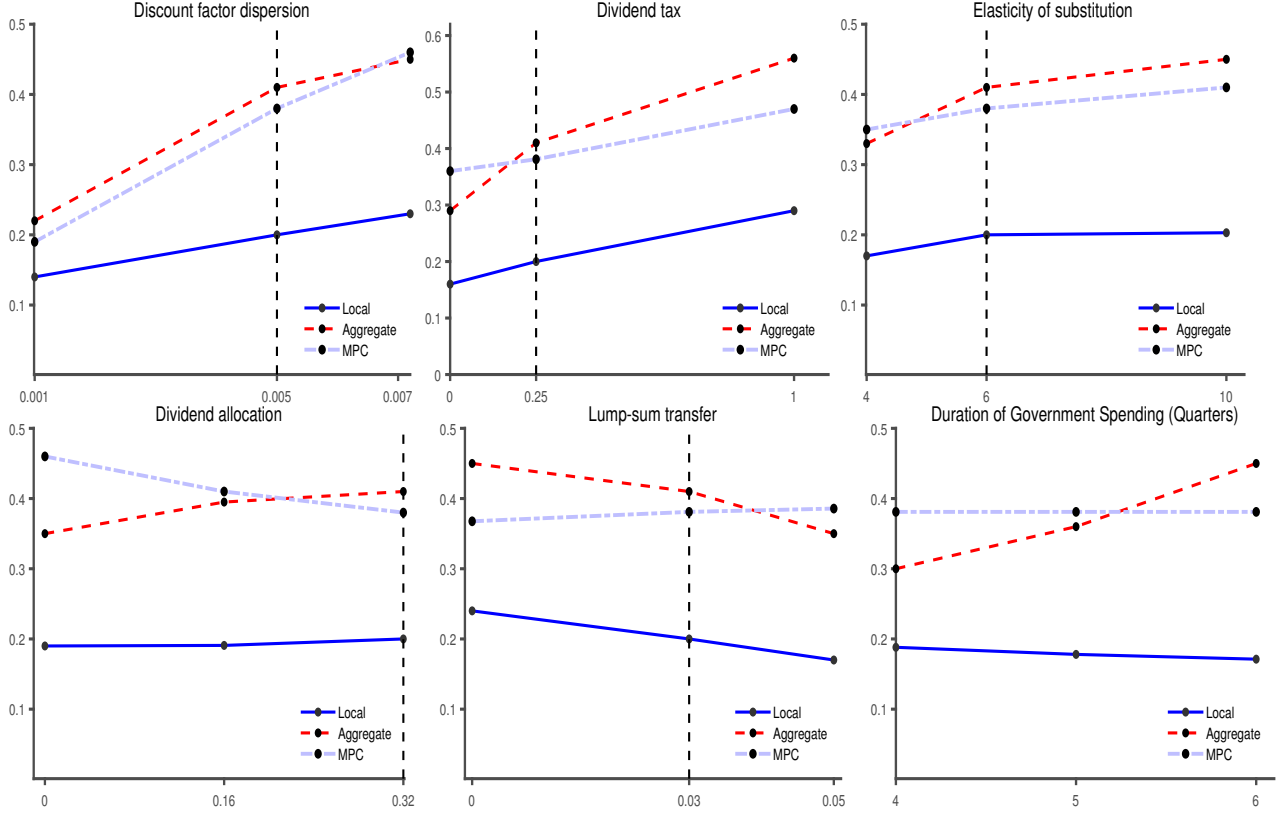 Discount factor dispersion
0.5
0.4
0.3
0.2
0.1
0.001
0.005
0.007
Local
Aggregate
MPC
Dividend tax
0.6
0.5
0.4
0.3
0.2
0.1
0
0
0.25
1
Local
Aggregate
MPC
Elasticity of substitution
0.5
0.4
0.3
0.2
0.1
4
6
10
Local
Aggregate
MPC
Dividend allocation
0.5
0.4
0.3
0.2
0.1
0
0.16
0.32
Local
Aggregate
MPC
Lump-sum transfer
0.5
0.4
0.3
0.2
0.1
0
0.03
0.05
Local
Aggregate
MPC
Duration of Government Spending (Quarters)
0.5
0.4
0.3
0.2
0.1
4
5
6
Local
Aggregate
MPC